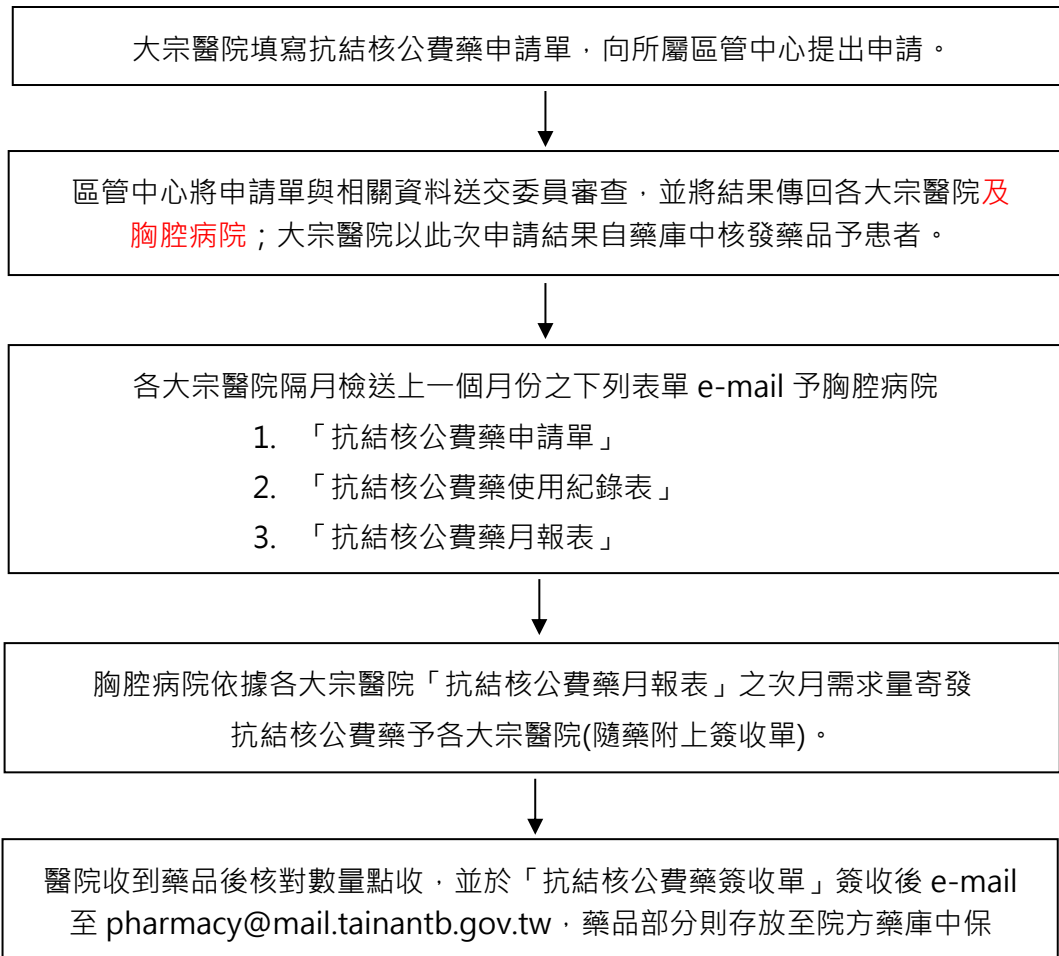 大宗醫院填寫抗結核公費藥申請單，向所屬區管中心提出申請。
區管中心將申請單與相關資料送交委員審查，並將結果傳回各大宗醫院及
胸腔病院；大宗醫院以此次申請結果自藥庫中核發藥品予患者。
各大宗醫院隔月檢送上一個月份之下列表單 e-mail 予胸腔病院
1. 「抗結核公費藥申請單」
2. 「抗結核公費藥使用紀錄表」
3. 「抗結核公費藥月報表」
胸腔病院依據各大宗醫院「抗結核公費藥月報表」之次月需求量寄發
抗結核公費藥予各大宗醫院(隨藥附上簽收單)。
醫院收到藥品後核對數量點收，並於「抗結核公費藥簽收單」簽收後 e-mail
至 pharmacy@mail.tainantb.gov.tw，藥品部分則存放至院方藥庫中保